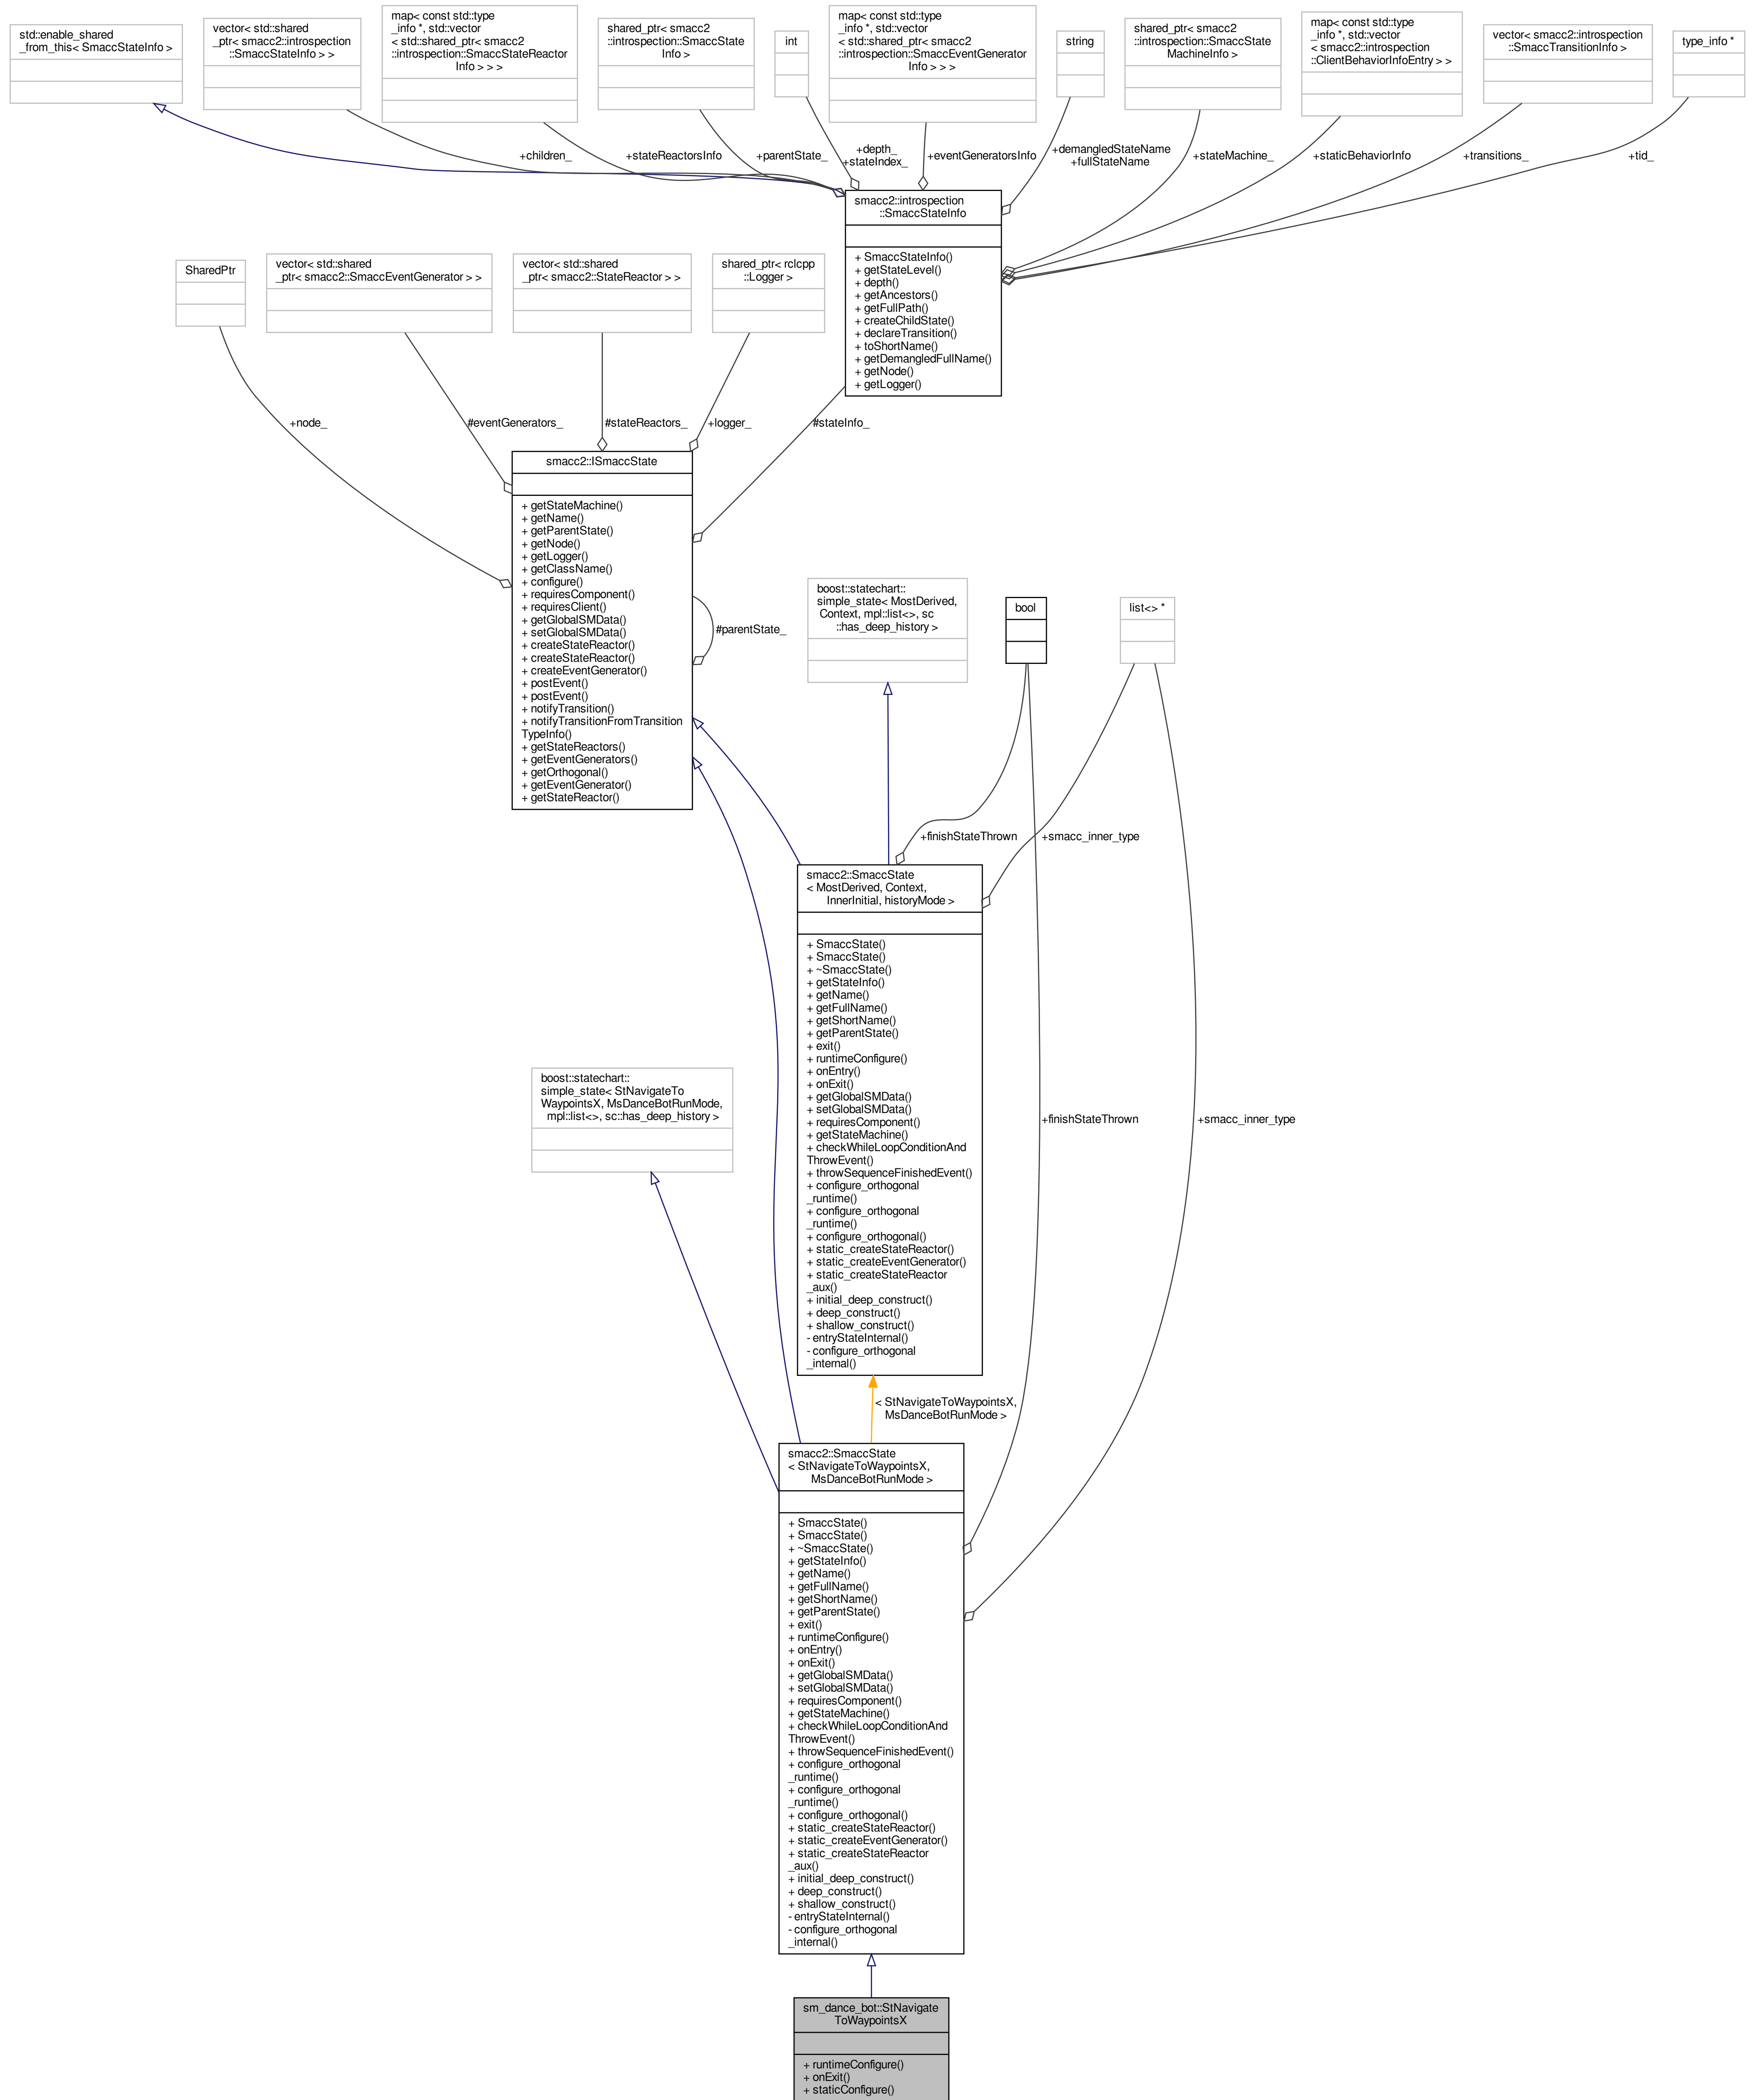 std::enable_shared
_from_this< SmaccStateInfo >
vector< std::shared
_ptr< smacc2::introspection
::SmaccStateInfo > >
map< const std::type
_info *, std::vector
< std::shared_ptr< smacc2
::introspection::SmaccStateReactor
Info > > >
shared_ptr< smacc2
::introspection::SmaccState
Info >
int
map< const std::type
_info *, std::vector
< std::shared_ptr< smacc2
::introspection::SmaccEventGenerator
Info > > >
string
shared_ptr< smacc2
::introspection::SmaccState
MachineInfo >
map< const std::type
_info *, std::vector
< smacc2::introspection
::ClientBehaviorInfoEntry > >
vector< smacc2::introspection
::SmaccTransitionInfo >
type_info *
+children_
+stateReactorsInfo
+parentState_
+depth_
+stateIndex_
+eventGeneratorsInfo
+demangledStateName
+fullStateName
+stateMachine_
+staticBehaviorInfo
+transitions_
+tid_
smacc2::introspection
::SmaccStateInfo
+ SmaccStateInfo()
+ getStateLevel()
+ depth()
+ getAncestors()
+ getFullPath()
+ createChildState()
+ declareTransition()
+ toShortName()
+ getDemangledFullName()
+ getNode()
+ getLogger()
SharedPtr
vector< std::shared
_ptr< smacc2::SmaccEventGenerator > >
vector< std::shared
_ptr< smacc2::StateReactor > >
shared_ptr< rclcpp
::Logger >
+node_
#eventGenerators_
#stateReactors_
+logger_
#stateInfo_
smacc2::ISmaccState
+ getStateMachine()
+ getName()
+ getParentState()
+ getNode()
+ getLogger()
+ getClassName()
+ configure()
+ requiresComponent()
+ requiresClient()
+ getGlobalSMData()
+ setGlobalSMData()
+ createStateReactor()
+ createStateReactor()
+ createEventGenerator()
+ postEvent()
+ postEvent()
+ notifyTransition()
+ notifyTransitionFromTransition
TypeInfo()
+ getStateReactors()
+ getEventGenerators()
+ getOrthogonal()
+ getEventGenerator()
+ getStateReactor()
#parentState_
boost::statechart::
simple_state< MostDerived,
Context, mpl::list<>, sc
::has_deep_history >
bool
list<> *
+finishStateThrown
+smacc_inner_type
smacc2::SmaccState
< MostDerived, Context,
InnerInitial, historyMode >
+ SmaccState()
+ SmaccState()
+ ~SmaccState()
+ getStateInfo()
+ getName()
+ getFullName()
+ getShortName()
+ getParentState()
+ exit()
+ runtimeConfigure()
+ onEntry()
+ onExit()
+ getGlobalSMData()
+ setGlobalSMData()
+ requiresComponent()
+ getStateMachine()
+ checkWhileLoopConditionAnd
ThrowEvent()
+ throwSequenceFinishedEvent()
+ configure_orthogonal
_runtime()
+ configure_orthogonal
_runtime()
+ configure_orthogonal()
+ static_createStateReactor()
+ static_createEventGenerator()
+ static_createStateReactor
_aux()
+ initial_deep_construct()
+ deep_construct()
+ shallow_construct()
- entryStateInternal()
- configure_orthogonal
_internal()
boost::statechart::
simple_state< StNavigateTo
WaypointsX, MsDanceBotRunMode,
mpl::list<>, sc::has_deep_history >
+finishStateThrown
+smacc_inner_type
< StNavigateToWaypointsX,
MsDanceBotRunMode >
smacc2::SmaccState
< StNavigateToWaypointsX,
MsDanceBotRunMode >
+ SmaccState()
+ SmaccState()
+ ~SmaccState()
+ getStateInfo()
+ getName()
+ getFullName()
+ getShortName()
+ getParentState()
+ exit()
+ runtimeConfigure()
+ onEntry()
+ onExit()
+ getGlobalSMData()
+ setGlobalSMData()
+ requiresComponent()
+ getStateMachine()
+ checkWhileLoopConditionAnd
ThrowEvent()
+ throwSequenceFinishedEvent()
+ configure_orthogonal
_runtime()
+ configure_orthogonal
_runtime()
+ configure_orthogonal()
+ static_createStateReactor()
+ static_createEventGenerator()
+ static_createStateReactor
_aux()
+ initial_deep_construct()
+ deep_construct()
+ shallow_construct()
- entryStateInternal()
- configure_orthogonal
_internal()
sm_dance_bot::StNavigate
ToWaypointsX
+ runtimeConfigure()
+ onExit()
+ staticConfigure()